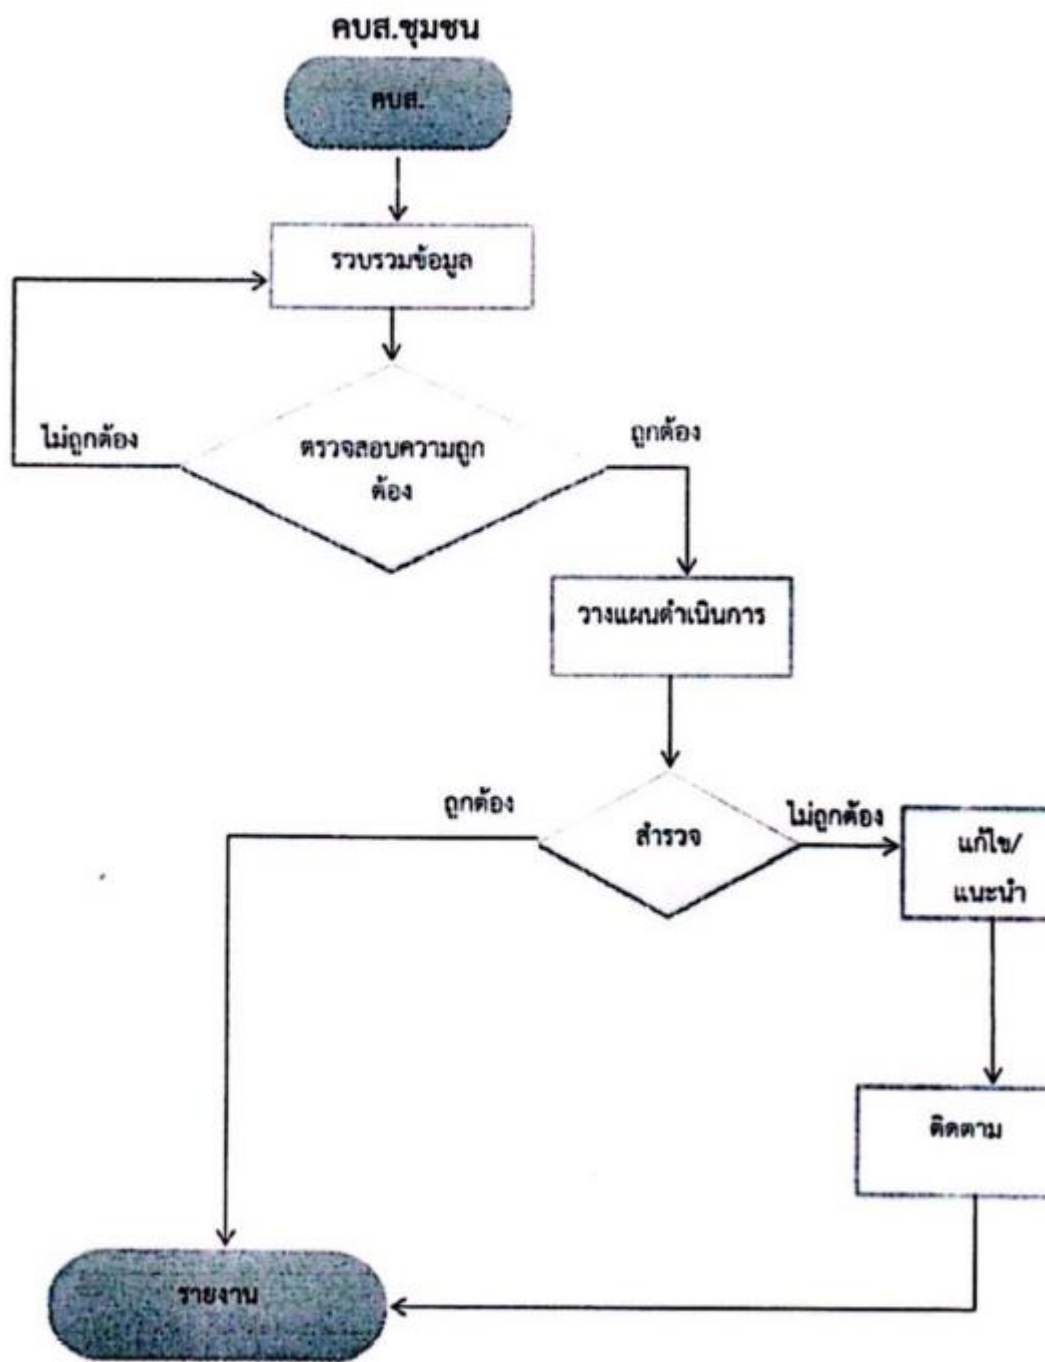 คบส.ชุมชน
คบส.
รวบรวมข้อมูล
ไม่ถูกต้อง
ตรวจสอบความถูก
ต้อง
ถูกต้อง
วางแผนดำเนินการ
ถูกต้อง
สำรวจ
ไม่ถูกต้อง
แก้ไข/
แนะนำ
ติดตาม
รายงาน